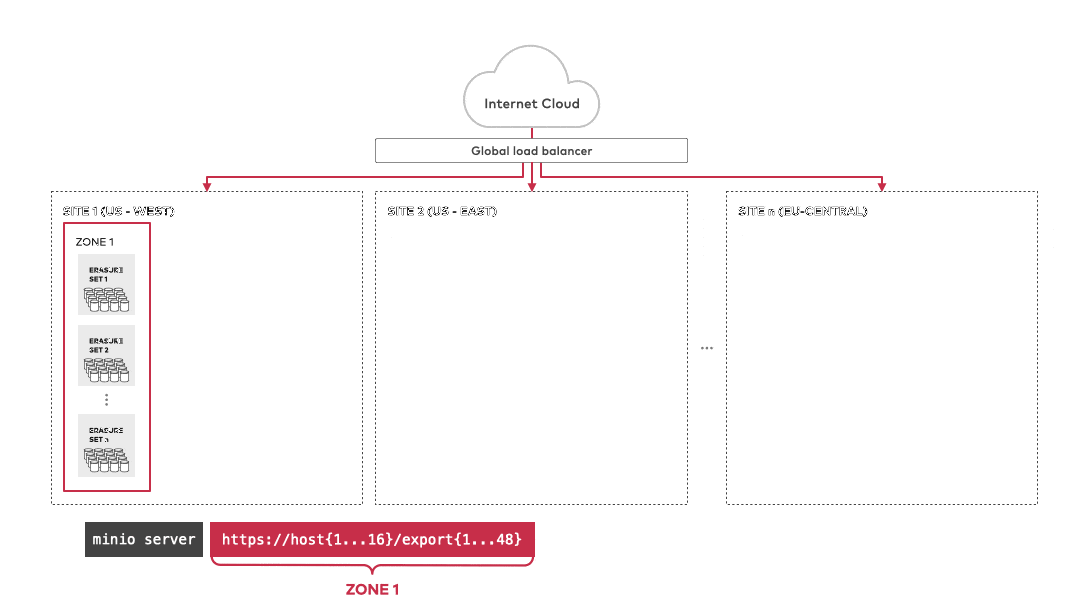 Internet Cloud
Global load balancer
SITE 1 (US - WEST)
SITE 2 (US - EAST)
SITE n (EU-CENTRAL)
ZONE 1
ERASURE
SET 1
ERASURE
SET 2
⋮
ERASURE
SET n
...
minio server https://host{1...16}/export{1...48}
ZONE 1